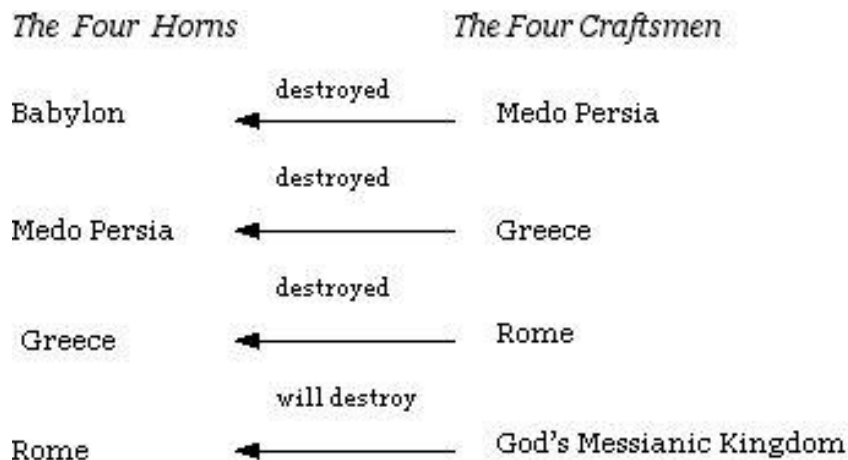 The Four Horns The Four Craftsmen
destroyed
Babylon Medo Persia
destroyed
Medo Persia Greece
destroyed
Greece Rome
will destroy
Rome God's Messianic Kingdom